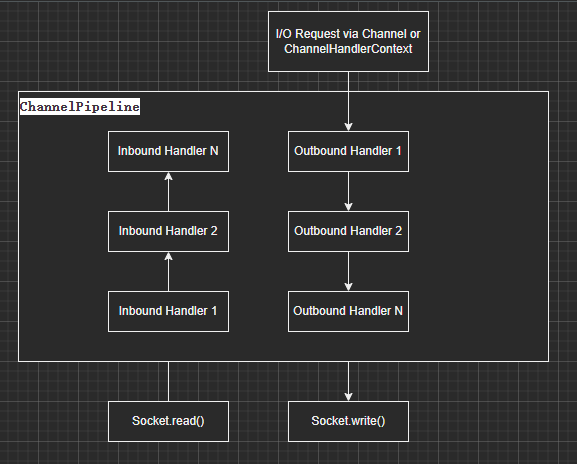 I/O Request via Channel or
ChannelHandlerContext
ChannelPipeline
Inbound Handler N
Outbound Handler 1
Inbound Handler 2
Outbound Handler 2
Inbound Handler 1
Outbound Handler N
Socket.read()
Socket.write()